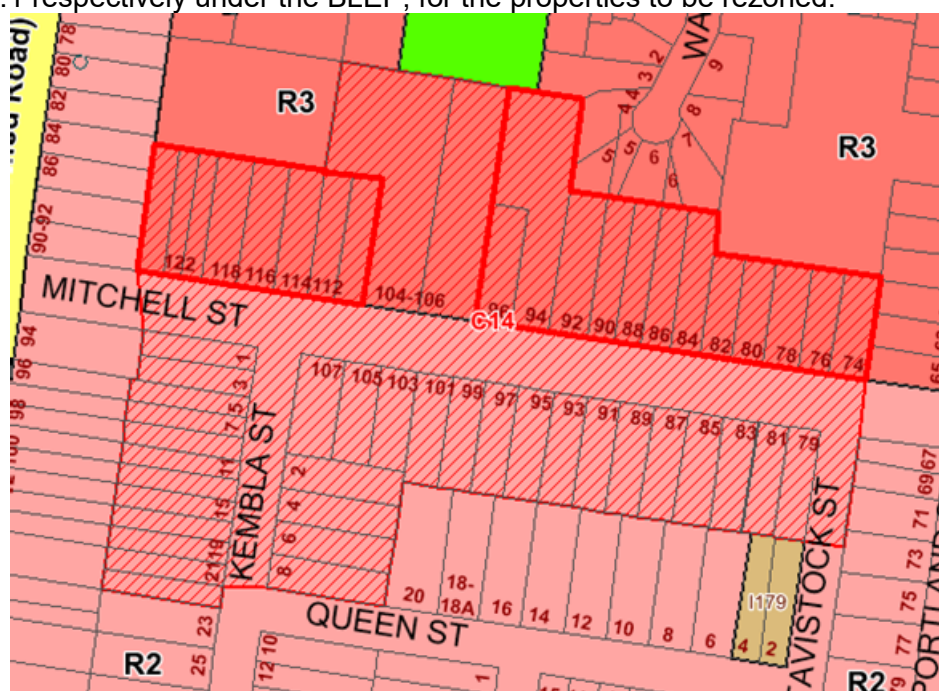 respectively under the BLEP, for the properties to be rezoned.
78
80
82
84
86
90-92
94
96
98
R3
R3
WA
2
3
4
4
5
5
6
6
7
8
9
122 118 116 114 112
104-106
94 92 90 88 86 84 82 80 78 76 74
C14
MITCHELL ST
107 105 103 101 99 97 95 93 91 89 87 85 83 81 79
1
3
5
7
11
15
19
21
23
25
KEMBLA ST
2
4
6
8
10
12
20
18-
18A
16 14 12 10 8 6 4 2
I179
QUEEN ST
AVISTOCK ST
67
69
71
73
75
77
PORTLAND
R2
R2
1